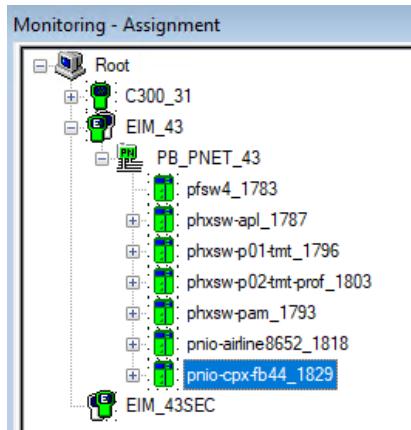 Monitoring - Assignment
Root
C300_31
EIM_43
PB_PNET_43
pfsw4_1783
phxsw-apl_1787
phxsw-p01-tmt_1796
phxsw-p02-tmt-prof_1803
phxsw-pam_1793
pnio-airline8652_1818
pnio-cpx-fb44_1829
EIM_43SEC